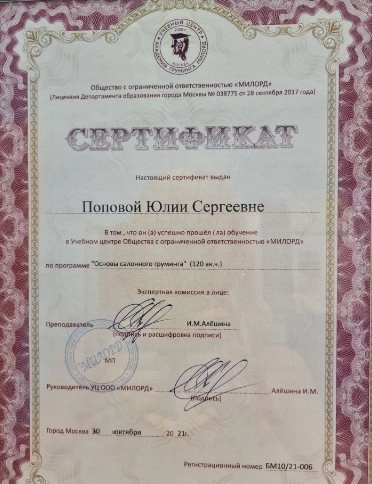 Общество с ограниченной ответственностью «МИЛОРД»
(Лицензия Департамента образования города Москвы № 038775 от 28 сентября 2017 года)
СЕРТИФИКАТ
Настоящий сертификат выдан
Поповой Юлии Сергеевне
В том, что он (а) успешно прошёл (ла) обучение
в Учебном центре Общества с ограниченной ответственностью «МИЛОРД»
по программе "Основы салонного груминга" (120 ак.ч.)
Экспертная комиссия в лице:
Преподаватель И.М.Алёшина
(подпись и расшифровка подписи)
МИЛОРД
МП
Руководитель УЦ ООО «МИЛОРД» Алёшина И.М.
(подпись)
Город Москва 30 октября 2021г.
Регистрационный номер БМ10/21-006